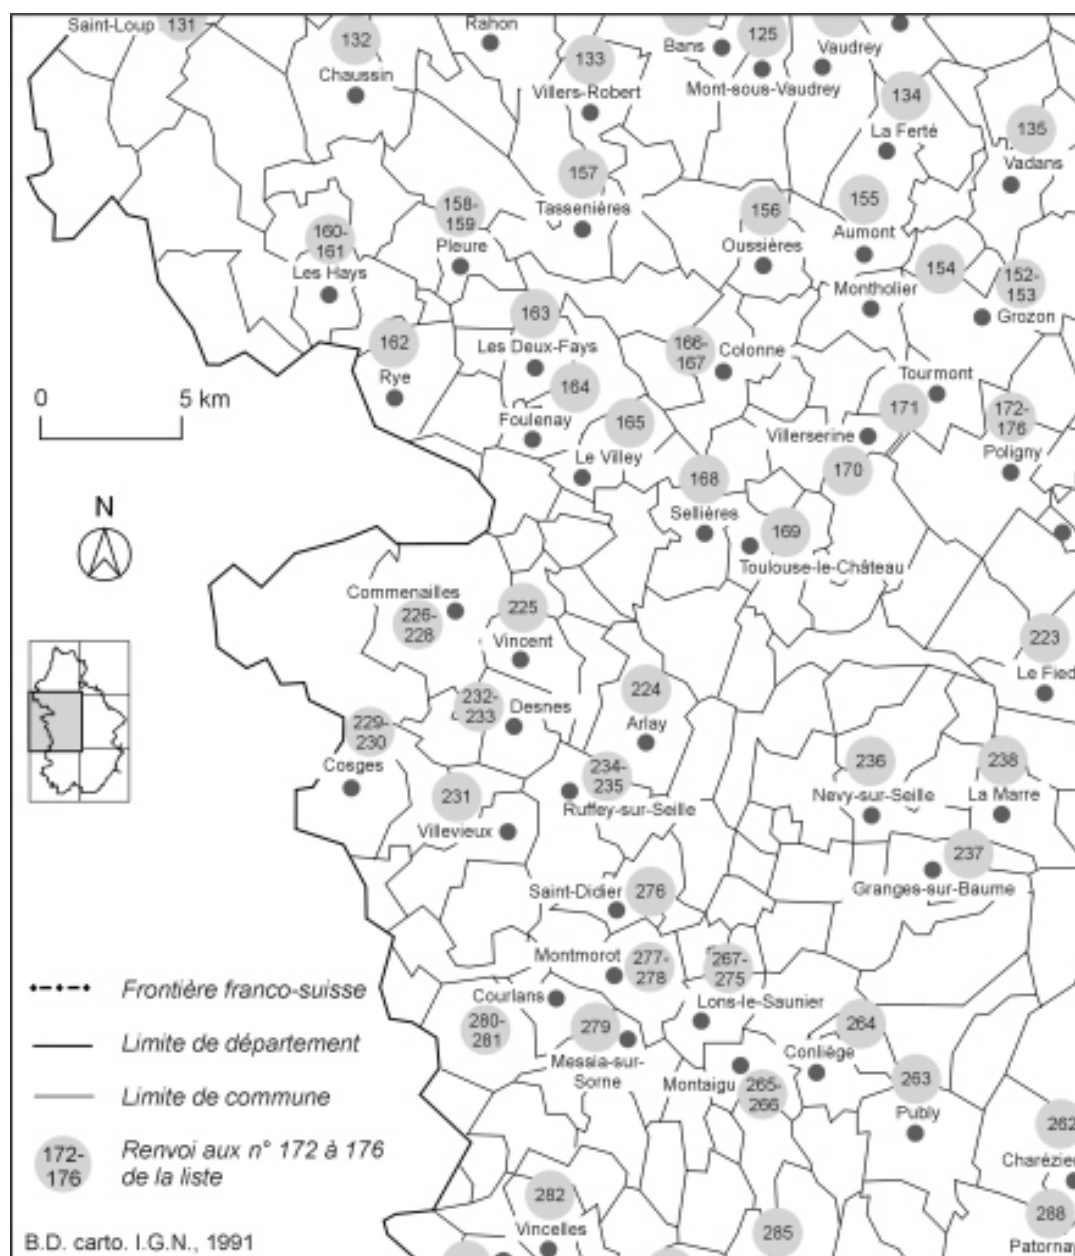 Saint-Loup
131
132
Chaussin
Rahon
133
Villers-Robert
Bans
125
Mont-sous-Vaudrey
Vaudrey
134
La Ferté
135
Vadans
157
Tassenières
158-
159
Pleure
160-
161
Les Hays
156
Oussières
155
Aumont
154
Montholier
152-
153
Grozon
163
Les Deux-Fays
162
Rye
166-
167
Colonne
164
Foulenay
165
Le Villey
Tourmont
171
Villerserine
172-
176
Poligny
0
5 km
168
Sellières
170
169
Toulouse-le-Château
N
Commenailles
226-
228
225
Vincent
223
Le Fied
224
Arlay
232-
233
Desnes
229-
230
Cosges
231
Villevieux
234-
235
Ruffey-sur-Seille
236
Nevy-sur-Seille
238
La Marre
237
Granges-sur-Baume
Saint-Didier
276
Montmorot
277-
278
267-
275
Lons-le-Saunier
Courlans
280-
281
279
Messia-sur-
Sorne
264
Conliège
Montaigu
265-
266
263
Publy
262
Charézier
282
Vincelles
285
288
Patornay
Frontière franco-suisse
Limite de département
Limite de commune
172-
176
Renvoi aux n° 172 à 176
de la liste
B.D. carto. I.G.N., 1991